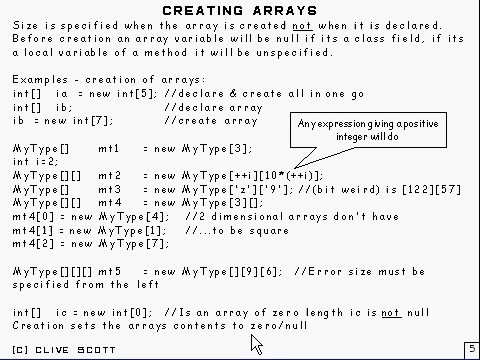 CREATING ARRAYS
Size is specified when the array is created not when it is declared.
Before creation an array variable will be null if its a class field, if its
a local variable of a method it will be unspecified.
Examples - creation of arrays:
int[] ia = new int[5]; //declare & create all in one go
int[] ib; //declare array
ib = new int[7]; //create array
Any expression giving a positive
integer will do
MyType[] mt1 = new MyType[3];
int i=2;
MyType[][] mt2 = new MyType[++i][10*(++i)];
MyType[] mt3 = new MyType['z']['9']; //(bit weird) is [122][57]
MyType[][] mt4 = new MyType[3][];
mt4[0] = new MyType[4]; //2 dimensional arrays don't have
mt4[1] = new MyType[1]; //...to be square
mt4[2] = new MyType[7];
MyType[][][] mt5 = new MyType[][9][6]; //Error size must be
specified from the left
int[] ic = new int[0]; //Is an array of zero length ic is not null
Creation sets the arrays contents to zero/null
(C) CLIVE SCOTT
5